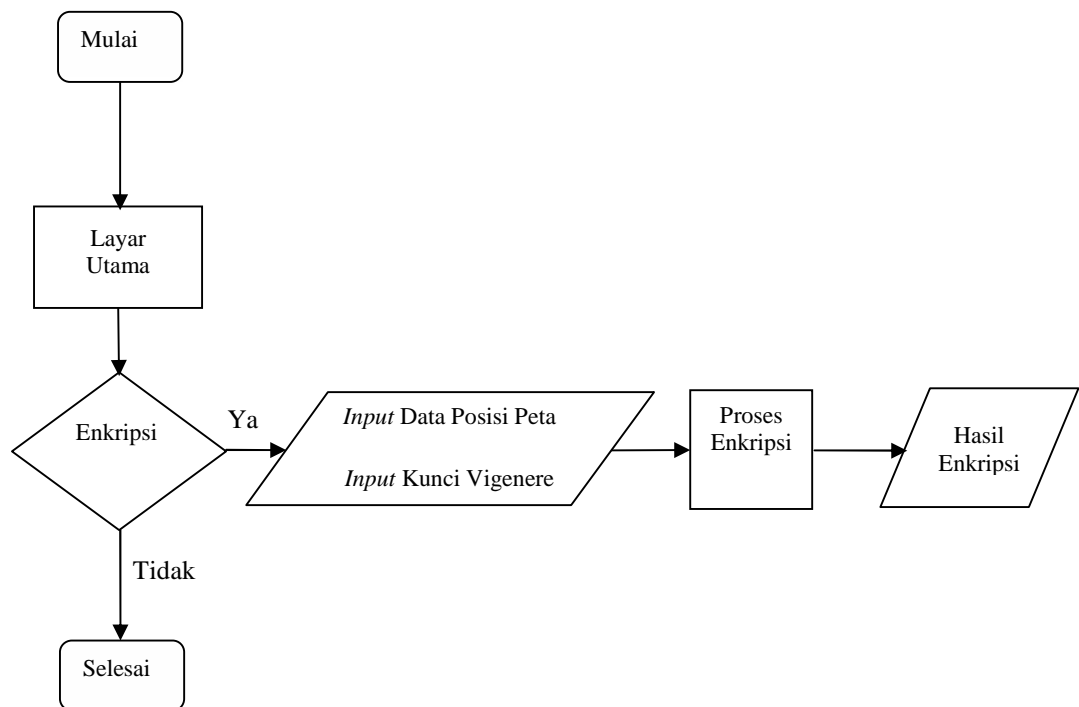 Mulai
Layar
Utama
Enkripsi
Ya
Input Data Posisi Peta
Input Kunci Vigenere
Proses
Enkripsi
Hasil
Enkripsi
Tidak
Selesai